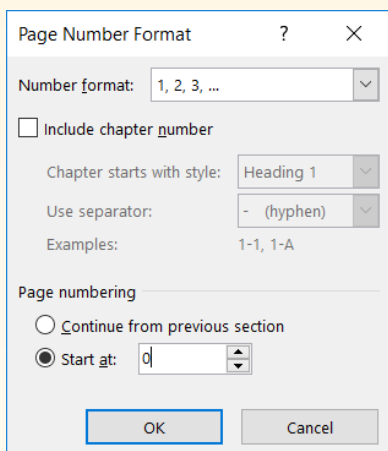 Page Number Format ? ×
Number format: 1, 2, 3, ...
Include chapter number
Chapter starts with style: Heading 1
Use separator: - (hyphen)
Examples: 1-1, 1-A
Page numbering
Continue from previous section
Start at: 0
OK Cancel